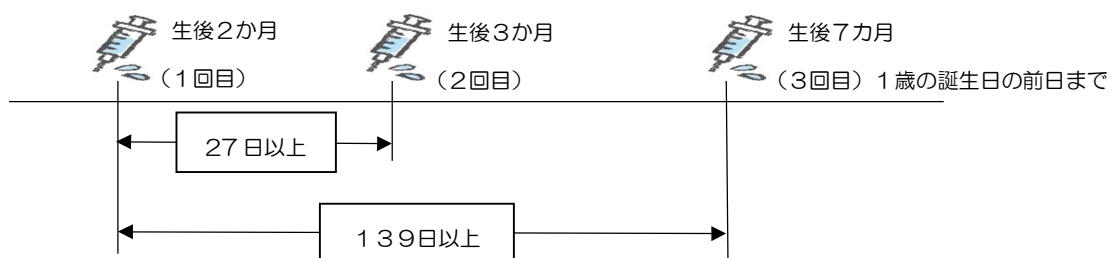 生後２か月
生後３か月
生後７カ月
（１回目）
（２回目）
（３回目）１歳の誕生日の前日まで
27日以上
１３９日以上